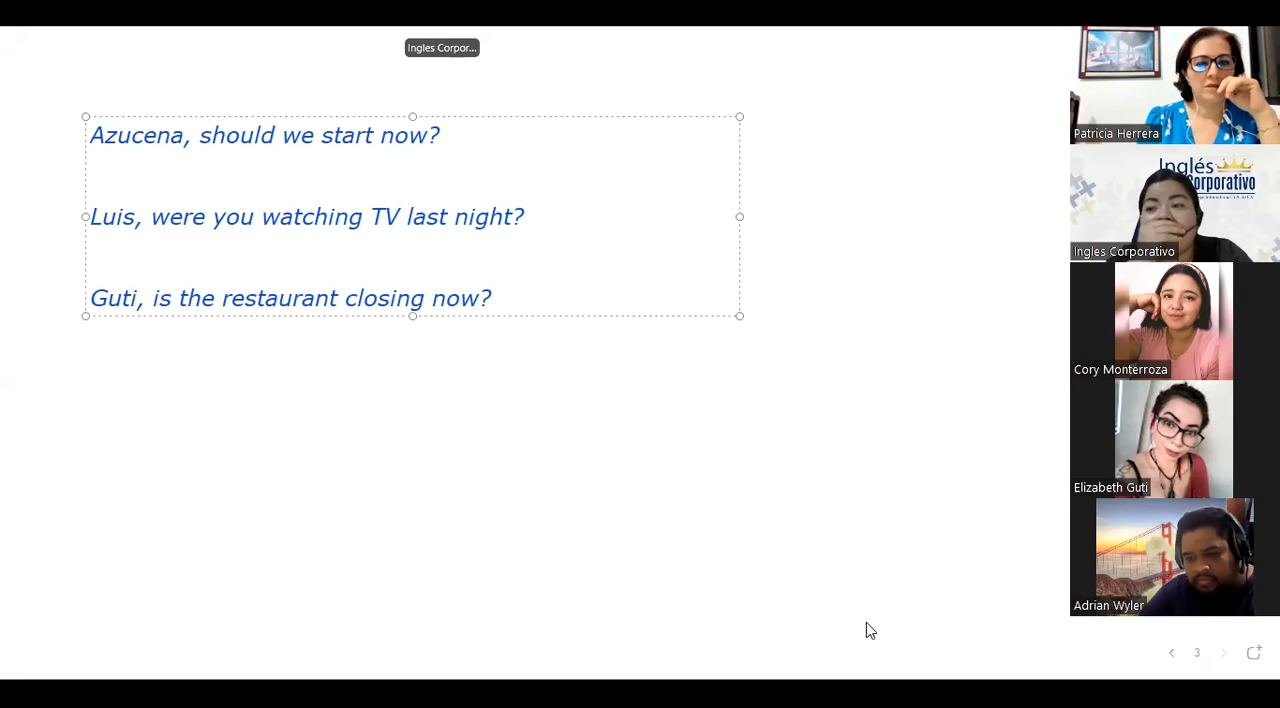 Ingles Corpor...
Azucena, should we start now?
Luis, were you watching TV last night?
Guti, is the restaurant closing now?
Patricia Herrera
Inglés
Corporativo
Ingles Corporativo
Cory Monterroza
Elizabeth Guti
Adrian Wyler
3